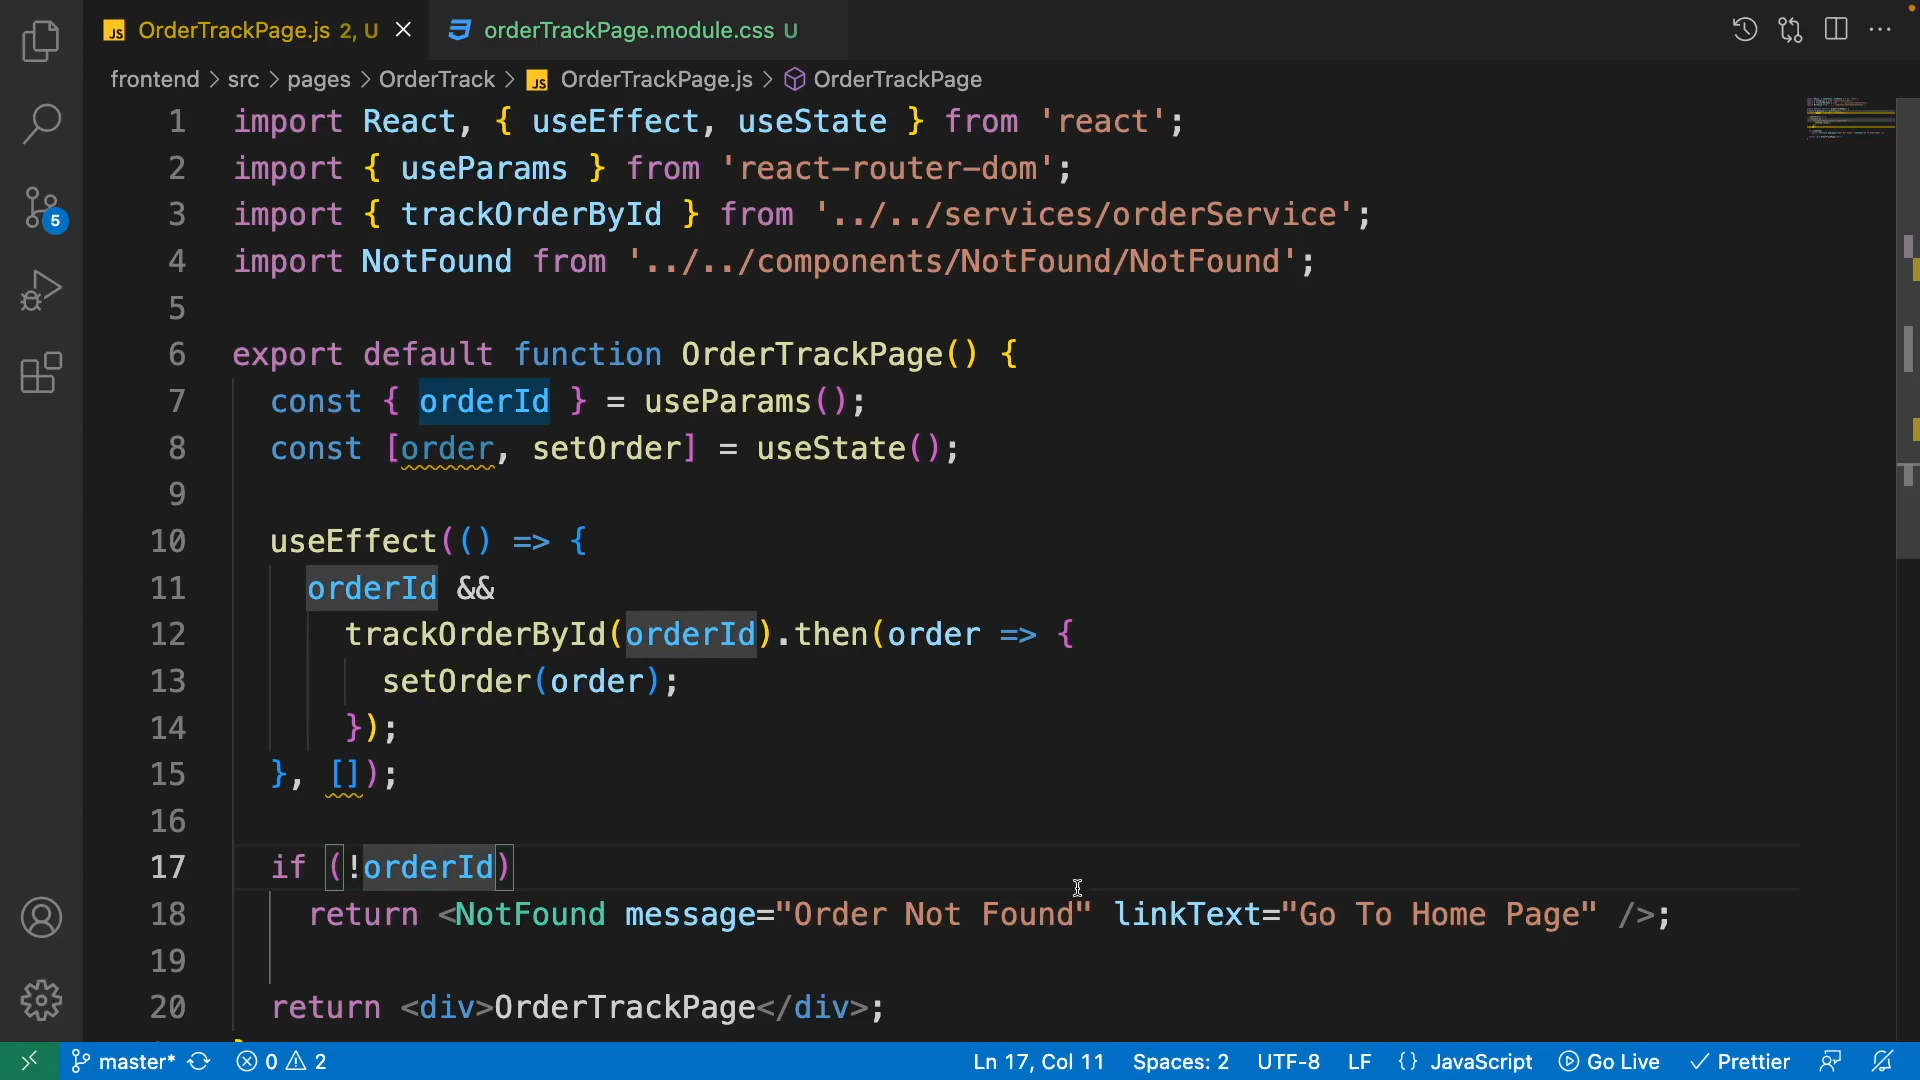 JS OrderTrackPage.js 2, U
orderTrackPage.module.css U
frontend > src > pages > OrderTrack > JS OrderTrackPage.js > OrderTrackPage
1 import React, { useEffect, useState } from 'react';
2 import { useParams } from 'react-router-dom';
3 import { trackOrderById } from '../../services/orderService';
4 import NotFound from '../../components/NotFound/NotFound';
5
6 export default function OrderTrackPage() {
7 const { orderId } = useParams();
8 const [order, setOrder] = useState();
9
10 useEffect(() => {
11 orderId &&
12 trackOrderById(orderId).then(order => {
13 setOrder(order);
14 });
15 }, []);
16
17 if (!orderId)
18 return <NotFound message="Order Not Found" linkText="Go To Home Page" />;
19
20 return <div>OrderTrackPage</div>;
5
master* 0 2 Ln 17, Col 11 Spaces: 2 UTF-8 LF {} JavaScript Go Live Prettier